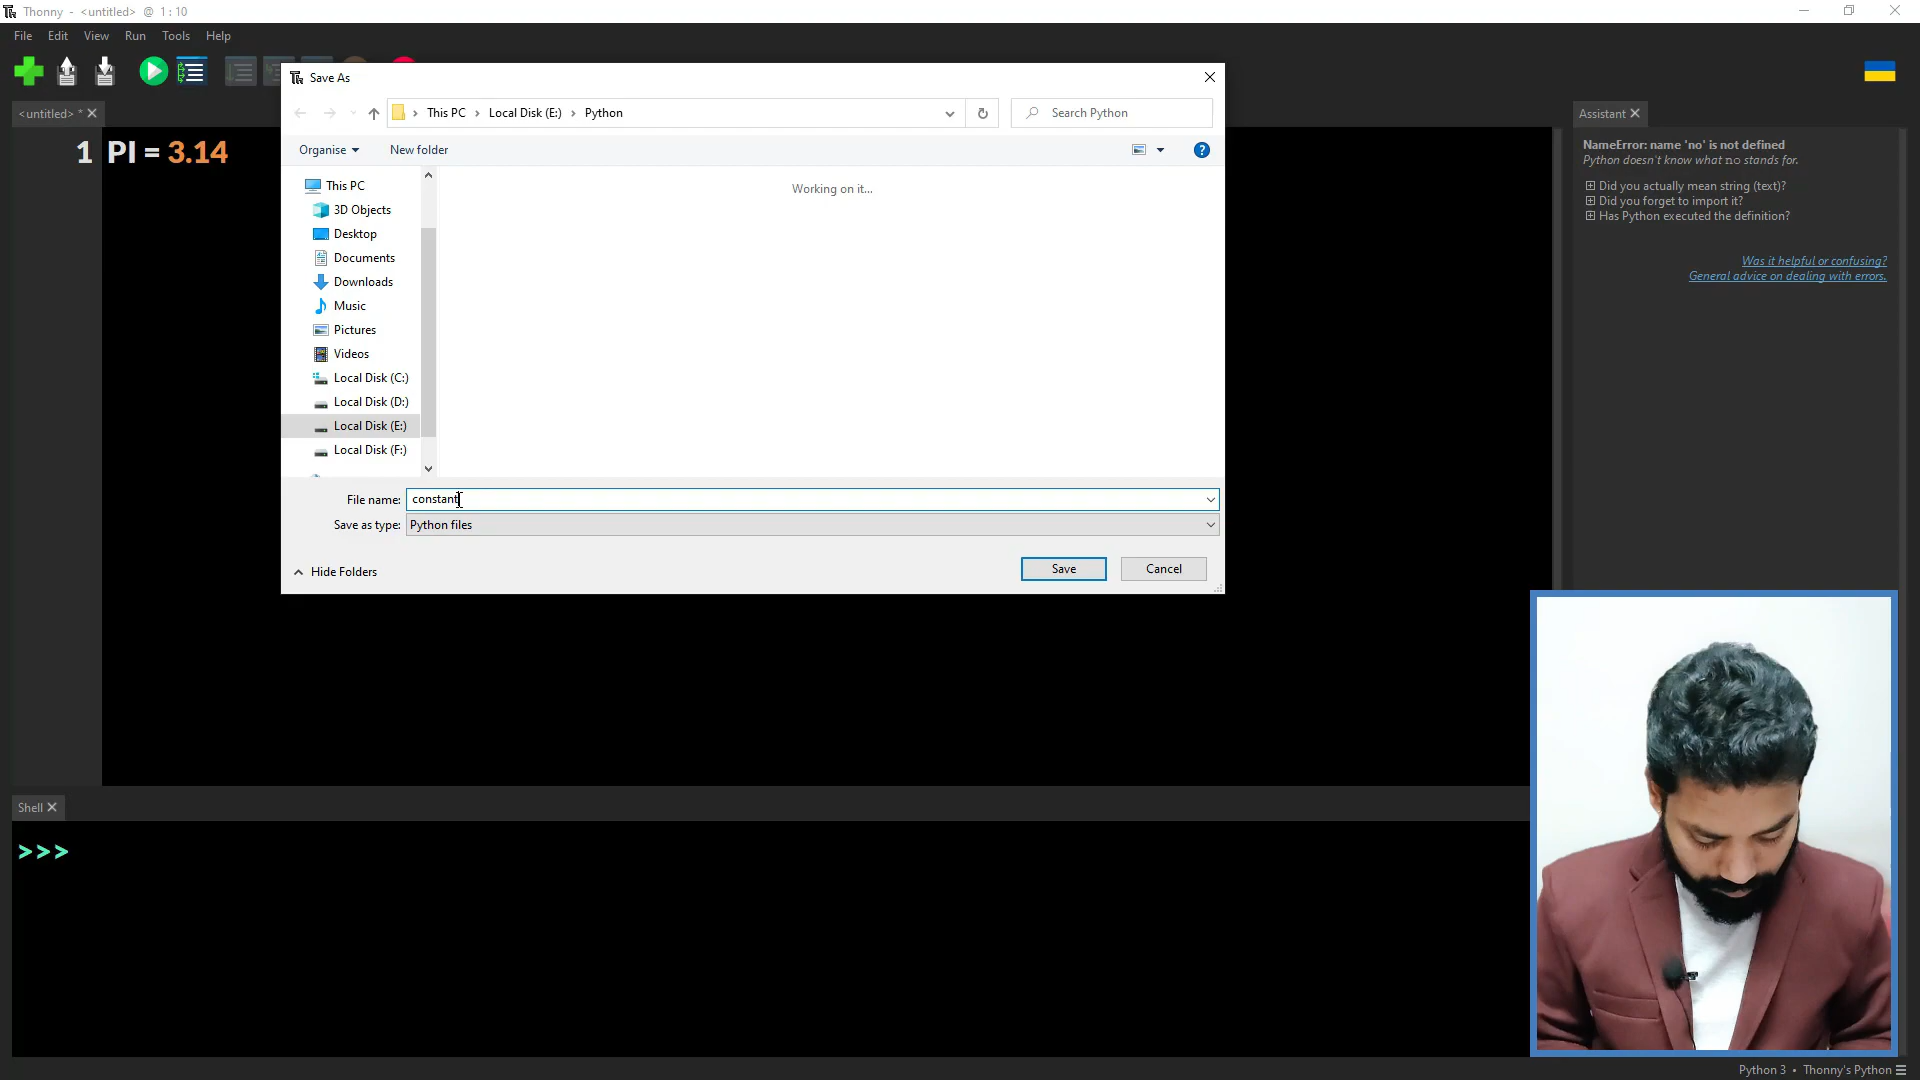 Thonny - <untitled> @ 1 : 10
File Edit View Run Tools Help
<untitled> *
1 PI = 3.14
Save As
This PC > Local Disk (E:) > Python
Search Python
Organise New folder
Working on it...
This PC
3D Objects
Desktop
Documents
Downloads
Music
Pictures
Videos
Local Disk (C:)
Local Disk (D:)
Local Disk (E:)
Local Disk (F:)
File name: constant
Save as type: Python files
Hide Folders
Save
Cancel
Assistant
NameError: name 'no' is not defined
Python doesn't know what no stands for.
Did you actually mean string (text)?
Did you forget to import it?
Has Python executed the definition?
Was it helpful or confusing?
General advice on dealing with errors.
Shell
>>>
Python 3 • Thonny's Python ☰